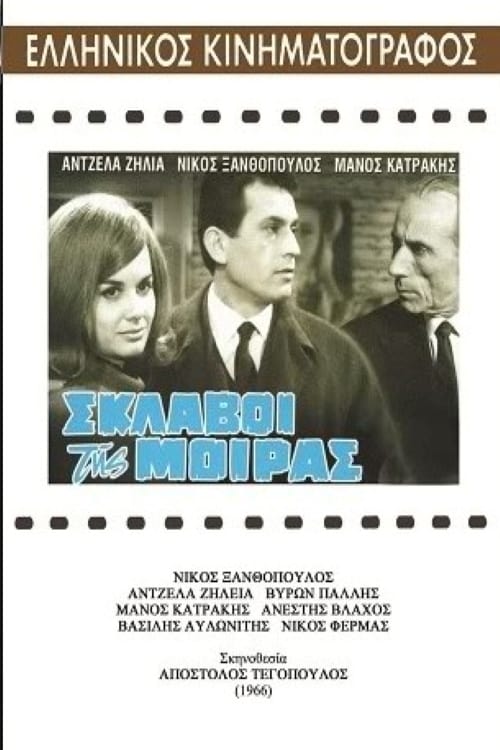 ΕΛΛΗΝΙΚΟΣ ΚΙΝΗΜΑΤΟΓΡΑΦΟΣ
ΑΝΤΖΕΛΑ ΖΗΛΙΑ ΝΙΚΟΣ ΞΑΝΘΟΠΟΥΛΟΣ ΜΑΝΟΣ ΚΑΤΡΑΚΗΣ
ΣΚΛΑΒΟΙ
τῆς ΜΟΙΡΑΣ
ΝΙΚΟΣ ΞΑΝΘΟΠΟΥΛΟΣ
ΑΝΤΖΕΛΑ ΖΗΛΕΙΑ ΒΥΡΩΝ ΠΑΛΛΗΣ
ΜΑΝΟΣ ΚΑΤΡΑΚΗΣ ΑΝΕΣΤΗΣ ΒΛΑΧΟΣ
ΒΑΣΙΛΗΣ ΑΥΛΩΝΙΤΗΣ ΝΙΚΟΣ ΦΕΡΜΑΣ
Σκηνοθεσία
ΑΠΟΣΤΟΛΟΣ ΤΕΓΟΠΟΥΛΟΣ
(1966)